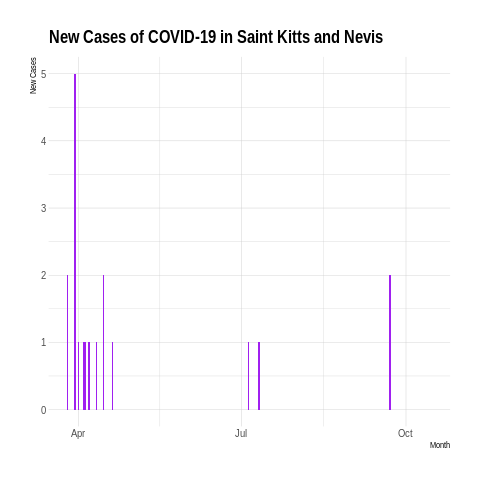 New Cases of COVID-19 in Saint Kitts and Nevis
New Cases
5
4
3
2
1
0
Apr
Jul
Oct
Month